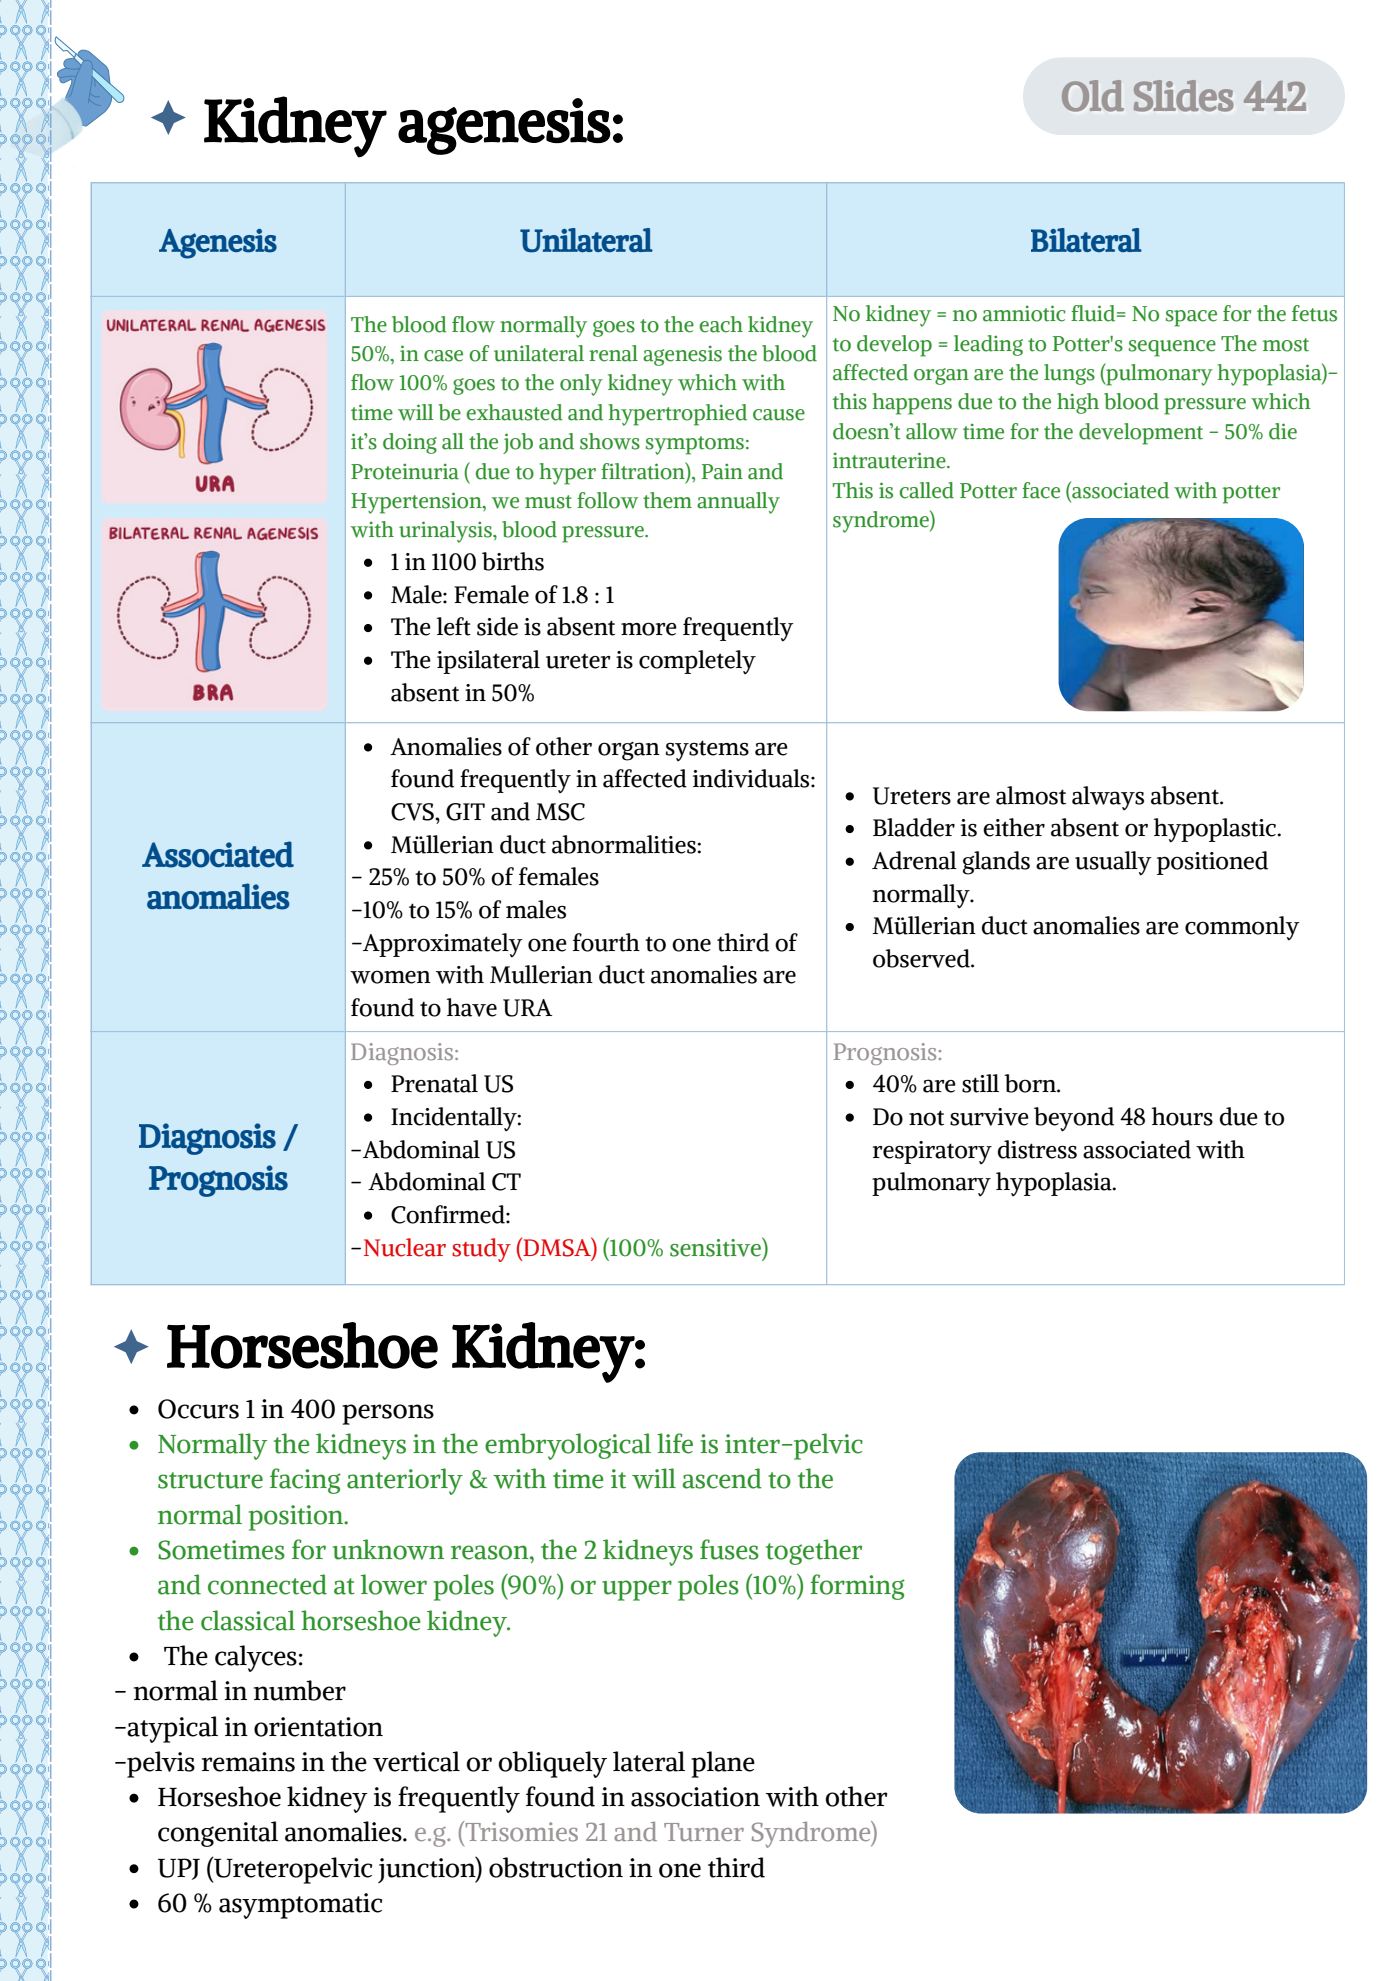 Old Slides 442
Kidney agenesis:
Agenesis
Unilateral
Bilateral
UNILATERAL RENAL AGENESIS
URA
BILATERAL RENAL AGENESIS
BRA
The blood flow normally goes to the each kidney
50%, in case of unilateral renal agenesis the blood
flow 100% goes to the only kidney which with
time will be exhausted and hypertrophied cause
it's doing all the job and shows symptoms:
Proteinuria ( due to hyper filtration), Pain and
Hypertension, we must follow them annually
with urinalysis, blood pressure.
• 1 in 1100 births
• Male: Female of 1.8 : 1
• The left side is absent more frequently
• The ipsilateral ureter is completely
absent in 50%
No kidney = no amniotic fluid= No space for the fetus
to develop = leading to Potter's sequence The most
affected organ are the lungs (pulmonary hypoplasia)-
this happens due to the high blood pressure which
doesn't allow time for the development - 50% die
intrauterine.
This is called Potter face (associated with potter
syndrome)
Associated
anomalies
• Anomalies of other organ systems are
found frequently in affected individuals:
CVS, GIT and MSC
• Müllerian duct abnormalities:
- 25% to 50% of females
-10% to 15% of males
-Approximately one fourth to one third of
women with Mullerian duct anomalies are
found to have URA
• Ureters are almost always absent.
• Bladder is either absent or hypoplastic.
• Adrenal glands are usually positioned
normally.
• Müllerian duct anomalies are commonly
observed.
Diagnosis /
Prognosis
Diagnosis:
• Prenatal US
• Incidentally:
-Abdominal US
- Abdominal CT
• Confirmed:
-Nuclear study (DMSA) (100% sensitive)
Prognosis:
• 40% are still born.
• Do not survive beyond 48 hours due to
respiratory distress associated with
pulmonary hypoplasia.
Horseshoe Kidney:
• Occurs 1 in 400 persons
• Normally the kidneys in the embryological life is inter-pelvic
structure facing anteriorly & with time it will ascend to the
normal position.
• Sometimes for unknown reason, the 2 kidneys fuses together
and connected at lower poles (90%) or upper poles (10%) forming
the classical horseshoe kidney.
• The calyces:
- normal in number
-atypical in orientation
-pelvis remains in the vertical or obliquely lateral plane
• Horseshoe kidney is frequently found in association with other
congenital anomalies. e.g. (Trisomies 21 and Turner Syndrome)
• UPJ (Ureteropelvic junction) obstruction in one third
• 60 % asymptomatic